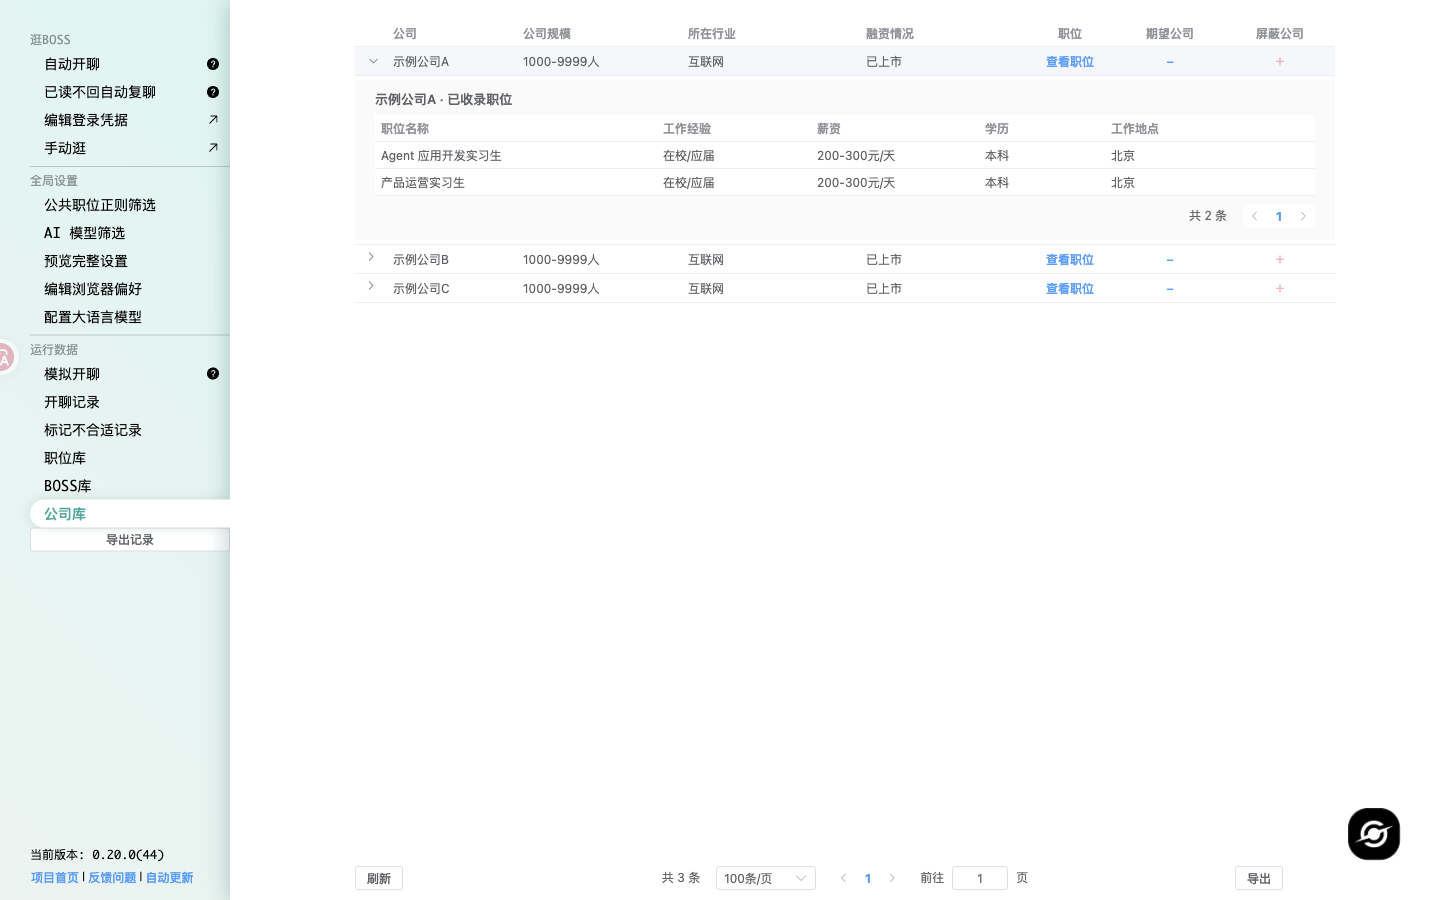 逛BOSS
自动开聊
已读不回自动复聊
编辑登录凭据
手动逛
全局设置
公共职位正则筛选
AI 模型筛选
预览完整设置
编辑浏览器偏好
配置大语言模型
运行数据
模拟开聊
开聊记录
标记不合适记录
职位库
BOSS库
公司库
导出记录
当前版本: 0.20.0(44)
项目首页 | 反馈问题 | 自动更新
公司 公司规模 所在行业 融资情况 职位 期望公司 屏蔽公司
示例公司A 1000-9999人 互联网 已上市 查看职位 − +
示例公司A · 已收录职位
职位名称 工作经验 薪资 学历 工作地点
Agent 应用开发实习生 在校/应届 200-300元/天 本科 北京
产品运营实习生 在校/应届 200-300元/天 本科 北京
共 2 条 1
示例公司B 1000-9999人 互联网 已上市 查看职位 − +
示例公司C 1000-9999人 互联网 已上市 查看职位 − +
刷新 共 3 条 100条/页 1 前往 1 页 导出